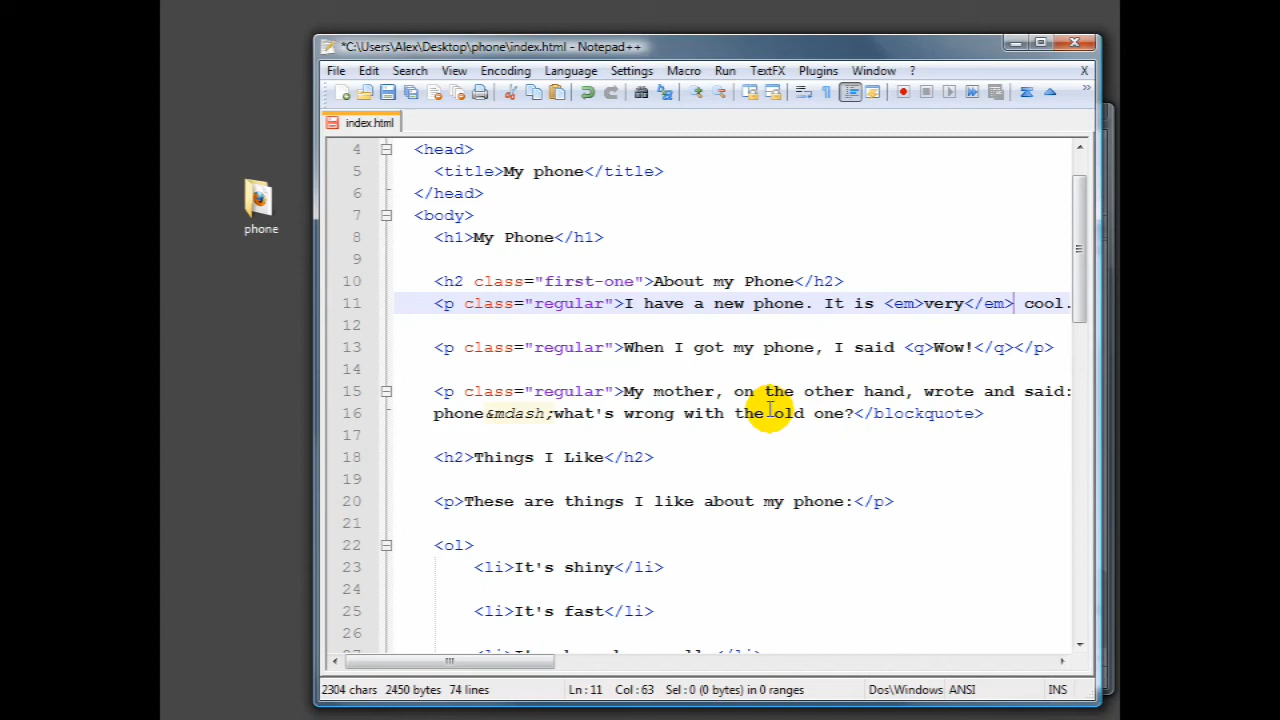 *C:\Users\Alex\Desktop\phone\index.html - Notepad++
File Edit Search View Encoding Language Settings Macro Run TextFX Plugins Window ? X
index.html
4 <head>
5 <title>My phone</title>
6 </head>
7 <body>
8 <h1>My Phone</h1>
9
10 <h2 class="first-one">About my Phone</h2>
11 <p class="regular">I have a new phone. It is <em>very</em> cool.
12
13 <p class="regular">When I got my phone, I said <q>Wow!</q></p>
14
15 <p class="regular">My mother, on the other hand, wrote and said:
16 phone&mdash;what's wrong with the old one?</blockquote>
17
18 <h2>Things I Like</h2>
19
20 <p>These are things I like about my phone:</p>
21
22 <ol>
23 <li>It's shiny</li>
24
25 <li>It's fast</li>
26
phone
2304 chars 2450 bytes 74 lines Ln : 11 Col : 63 Sel : 0 (0 bytes) in 0 ranges Dos\Windows ANSI INS